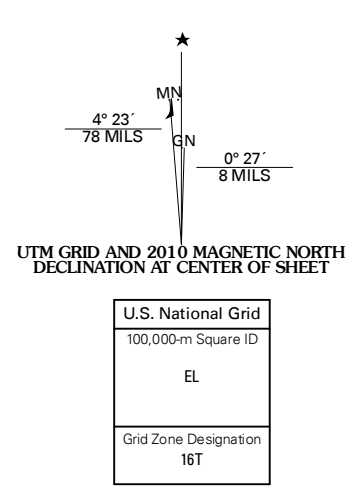 MN
4° 23´
78 MILS
GN
0° 27´
8 MILS
UTM GRID AND 2010 MAGNETIC NORTH
DECLINATION AT CENTER OF SHEET
U.S. National Grid
100,000-m Square ID
EL
Grid Zone Designation
16T